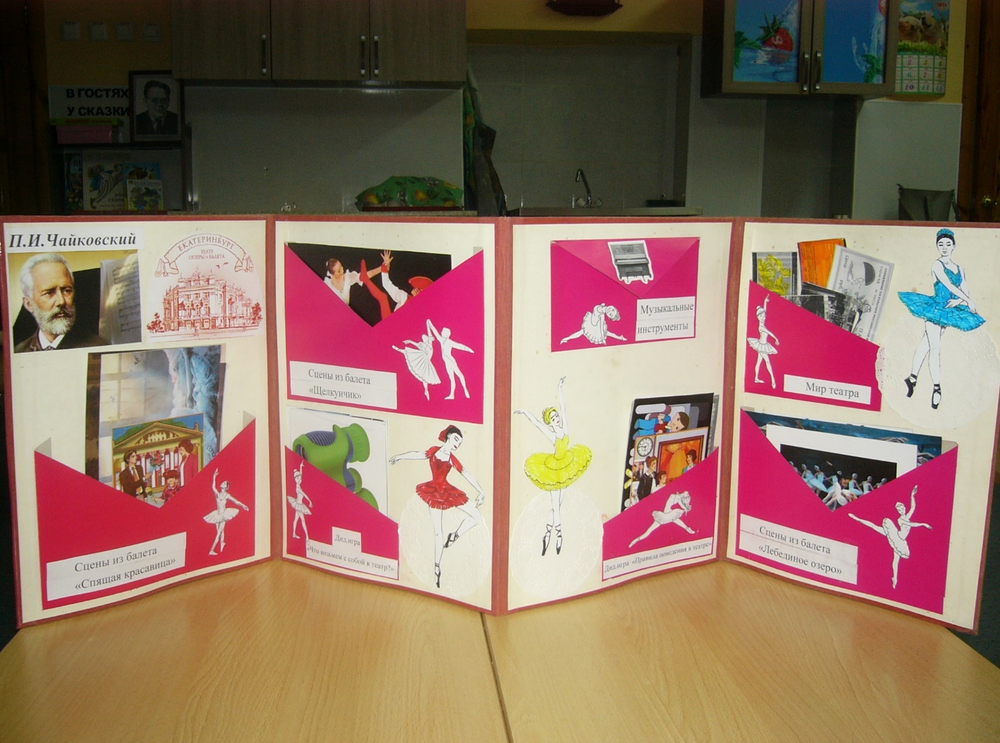 В ГОСТЯХ
У СКАЗКИ
П.И.Чайковский
ЕКАТЕРИНБУРГ
ТЕАТР
ОПЕРЫ и БАЛЕТА
Сцены из балета
«Спящая красавица»
Сцены из балета
«Щелкунчик»
Дид.игра
«Что возьмем с собой в театр?»
Музыкальные
инструменты
Дид.игра «Правила поведения в театре»
Мир театра
Сцены из балета
«Лебединое озеро»